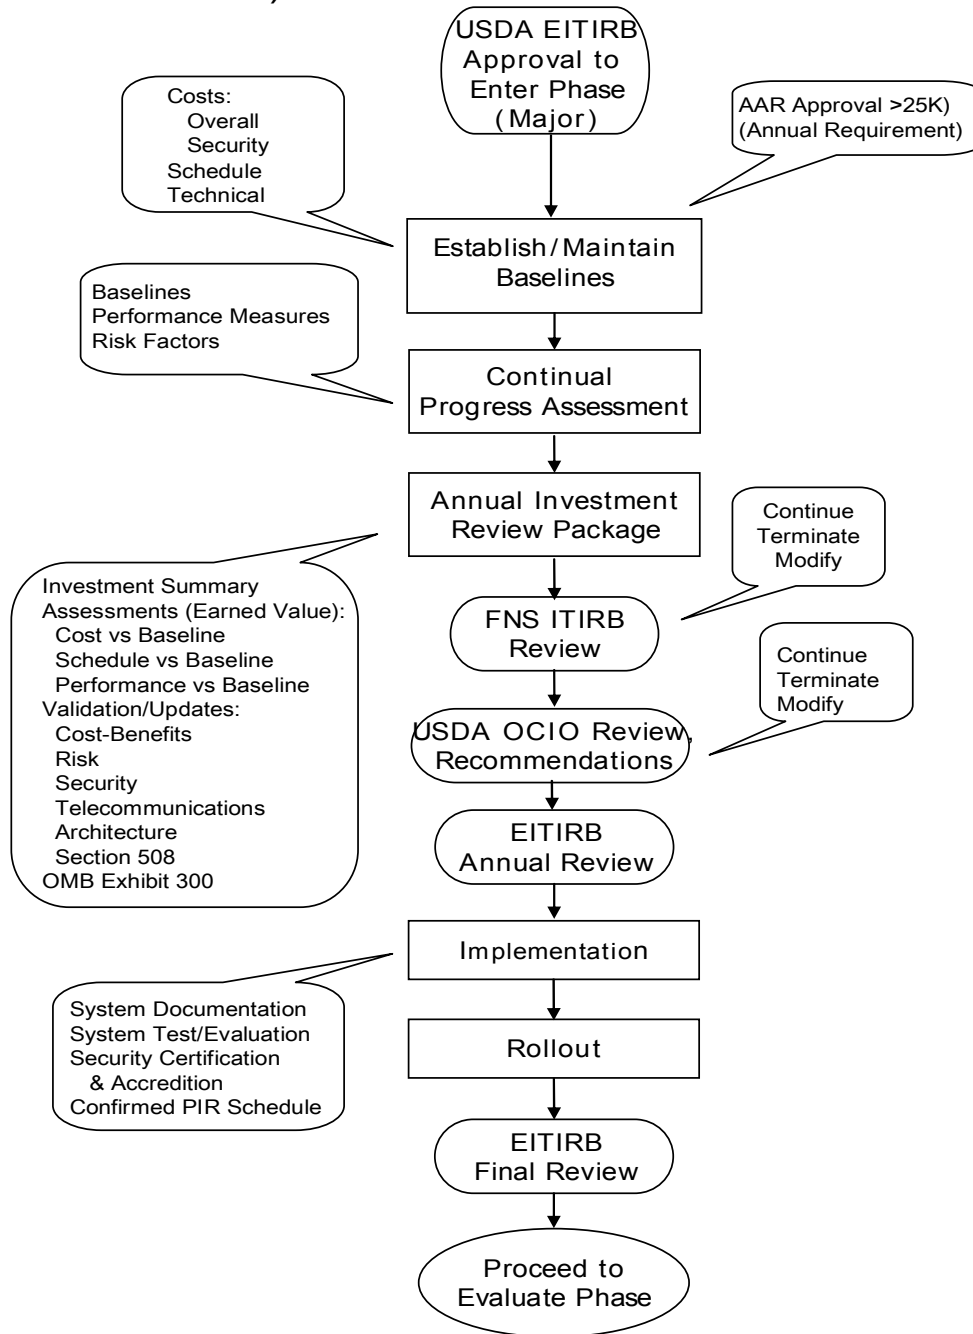 USDA EITIRB
Approval to
Enter Phase
(Major)
Costs:
Overall
Security
Schedule
Technical
AAR Approval >25K)
(Annual Requirement)
Establish/Maintain
Baselines
Baselines
Performance Measures
Risk Factors
Continual
Progress Assessment
Annual Investment
Review Package
Continue
Terminate
Modify
Investment Summary
Assessments (Earned Value):
Cost vs Baseline
Schedule vs Baseline
Performance vs Baseline
Validation/Updates:
Cost-Benefits
Risk
Security
Telecommunications
Architecture
Section 508
OMB Exhibit 300
FNS ITIRB
Review
Continue
Terminate
Modify
USDA OCIO Review,
Recommendations
EITIRB
Annual Review
Implementation
System Documentation
System Test/Evaluation
Security Certification
& Accredition
Confirmed PIR Schedule
Rollout
EITIRB
Final Review
Proceed to
Evaluate Phase